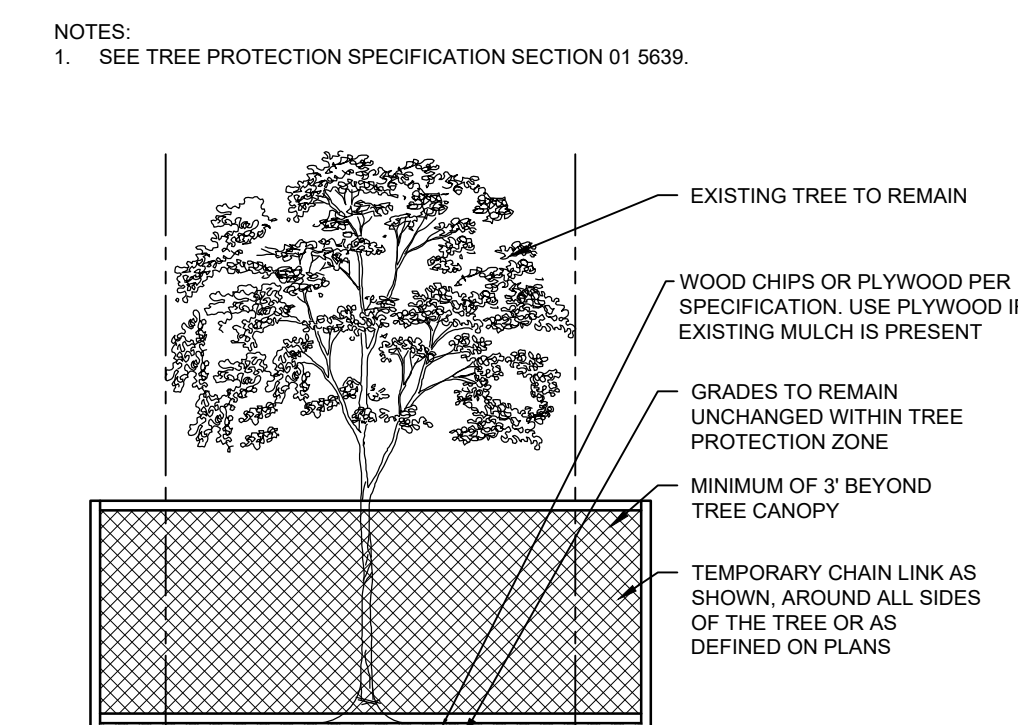 NOTES:
1. SEE TREE PROTECTION SPECIFICATION SECTION 01 5639.
EXISTING TREE TO REMAIN
WOOD CHIPS OR PLYWOOD PER
SPECIFICATION. USE PLYWOOD IF
EXISTING MULCH IS PRESENT
GRADES TO REMAIN
UNCHANGED WITHIN TREE
PROTECTION ZONE
MINIMUM OF 3' BEYOND
TREE CANOPY
TEMPORARY CHAIN LINK AS
SHOWN, AROUND ALL SIDES
OF THE TREE OR AS
DEFINED ON PLANS